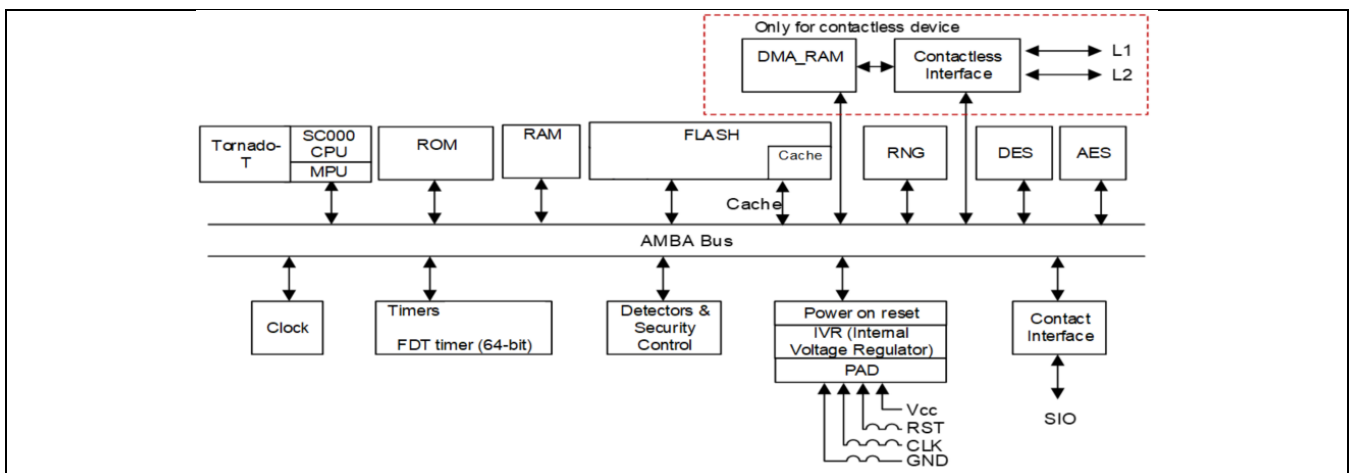 Only for contactless device
DMA_RAM
Contactless
Interface
L1
L2
Tornado-
T
SC000
CPU
MPU
ROM
RAM
FLASH
Cache
RNG
DES
AES
Cache
AMBA Bus
Clock
Timers
FDT timer (64-bit)
Detectors &
Security
Control
Power on reset
IVR (Internal
Voltage Regulator)
PAD
Contact
Interface
Vcc
RST
CLK
GND
SIO